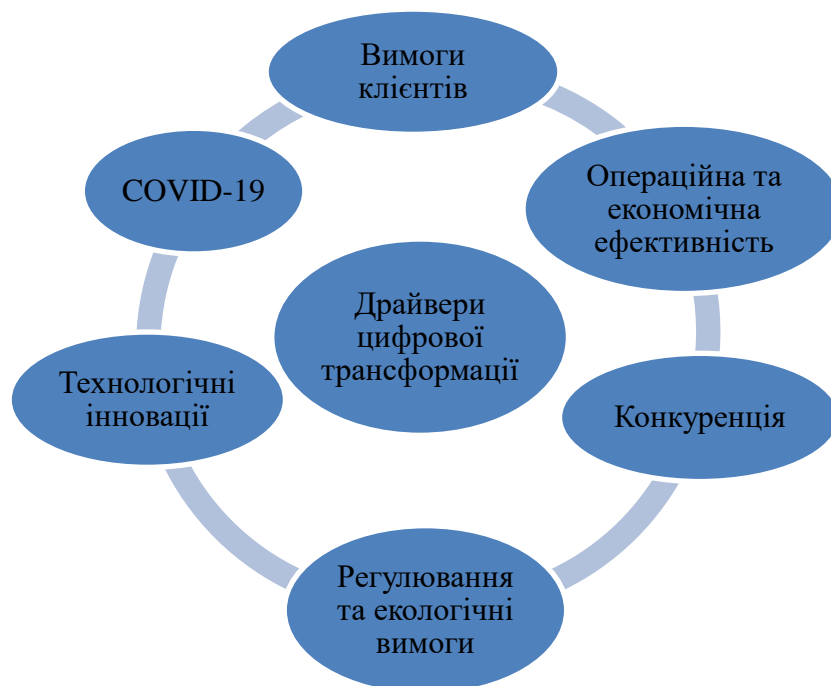 Вимоги
клієнтів
COVID-19
Операційна та
економічна
ефективність
Драйвери
цифрової
трансформації
Технологічні
інновації
Конкуренція
Регулювання
та екологічні
вимоги